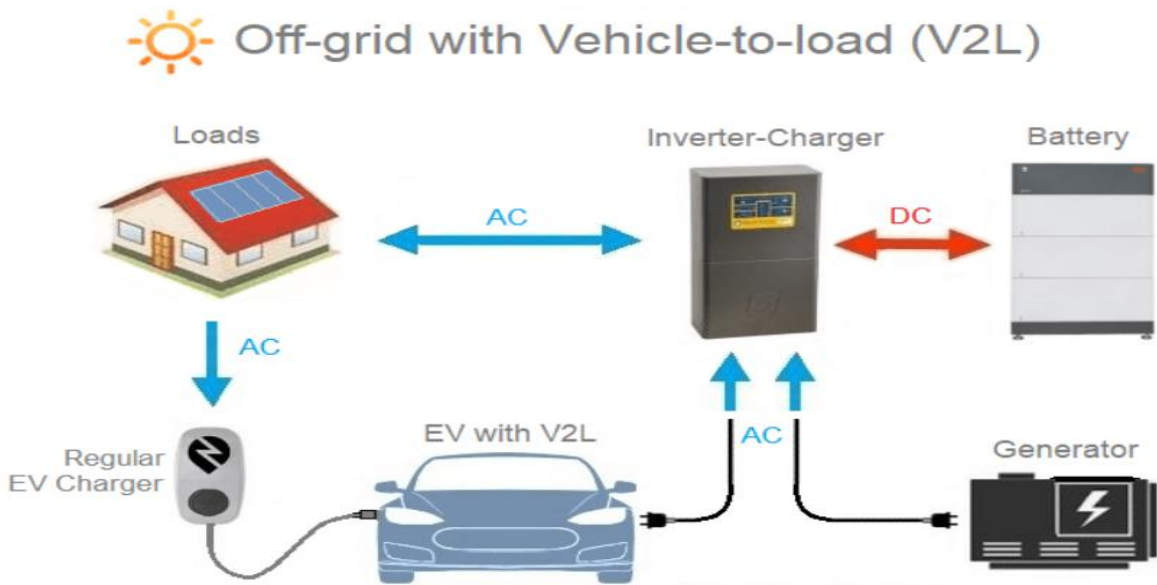 Off-grid with Vehicle-to-load (V2L)
Loads
Inverter-Charger
Battery
AC
DC
AC
EV with V2L
AC
Generator
Regular
EV Charger